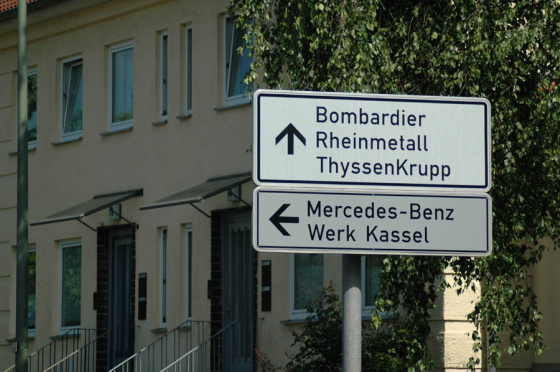 Bombardier
Rheinmetall
ThyssenKrupp
Mercedes-Benz
Werk Kassel